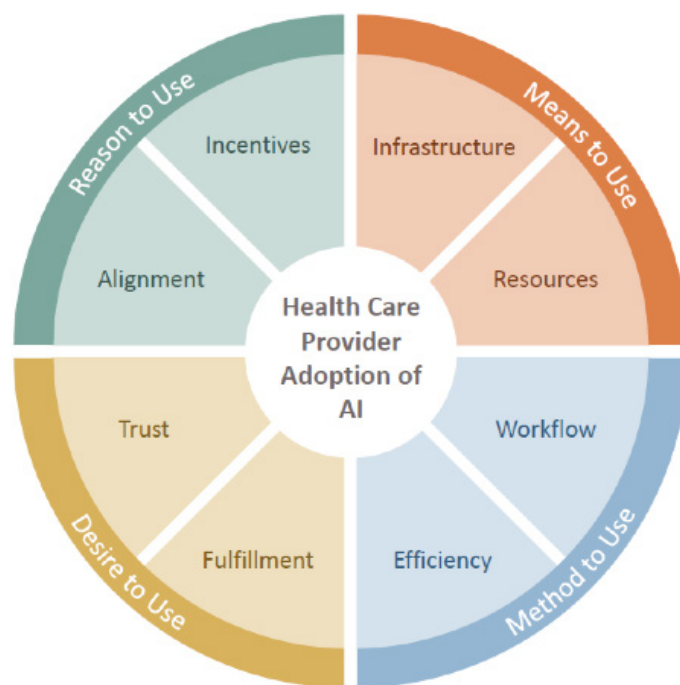 Reason to Use
Means to Use
Incentives
Infrastructure
Alignment
Resources
Health Care
Provider
Adoption of
AI
Trust
Workflow
Fulfillment
Efficiency
Desire to Use
Method to Use